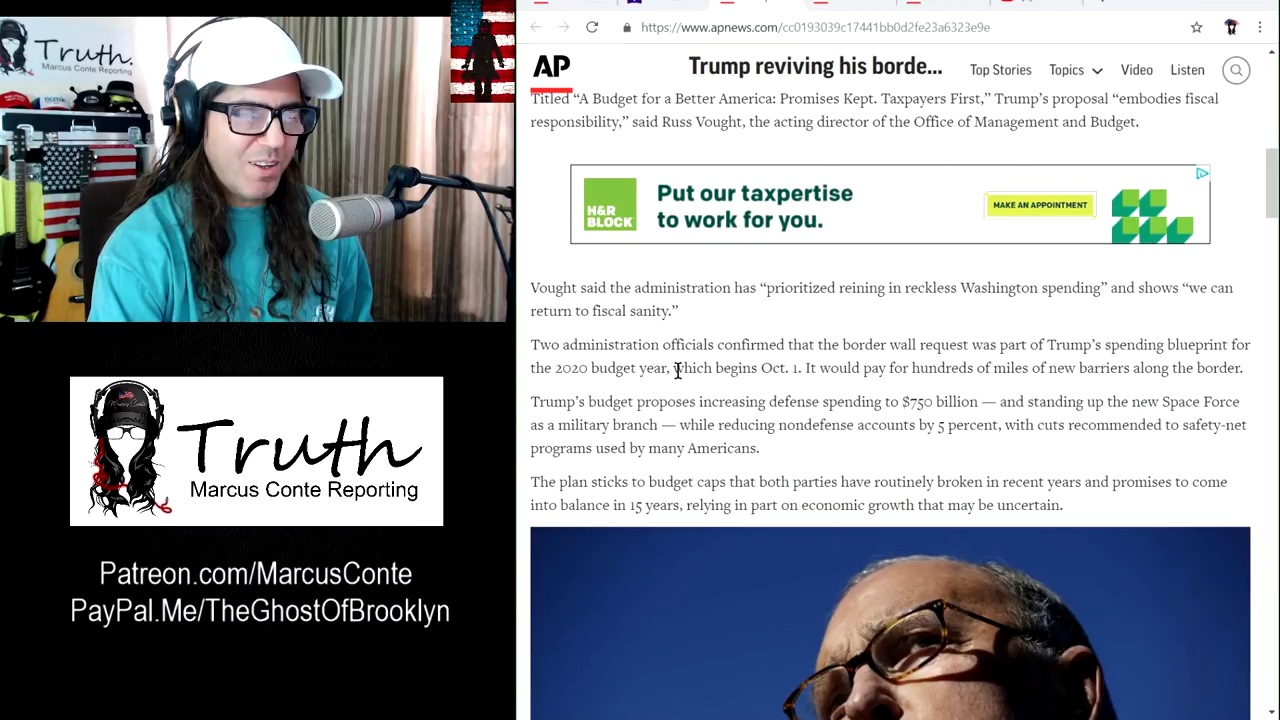 Truth.
Marcus Conte Reporting
Truth
Marcus Conte Reporting
Patreon.com/MarcusConte
PayPal.Me/TheGhostOfBrooklyn
https://www.apnews.com/cc0193039c17441bb0d2fe23a6323e9e
AP
Trump reviving his borde...
Top Stories
Topics
Video
Listen
Titled “A Budget for a Better America: Promises Kept. Taxpayers First,” Trump’s proposal “embodies fiscal
responsibility,” said Russ Vought, the acting director of the Office of Management and Budget.
H&R
BLOCK
Put our taxpertise
to work for you.
MAKE AN APPOINTMENT
Vought said the administration has “prioritized reining in reckless Washington spending” and shows “we can
return to fiscal sanity.”
Two administration officials confirmed that the border wall request was part of Trump’s spending blueprint for
the 2020 budget year, which begins Oct. 1. It would pay for hundreds of miles of new barriers along the border.
Trump’s budget proposes increasing defense spending to $750 billion — and standing up the new Space Force
as a military branch — while reducing nondefense accounts by 5 percent, with cuts recommended to safety-net
programs used by many Americans.
The plan sticks to budget caps that both parties have routinely broken in recent years and promises to come
into balance in 15 years, relying in part on economic growth that may be uncertain.